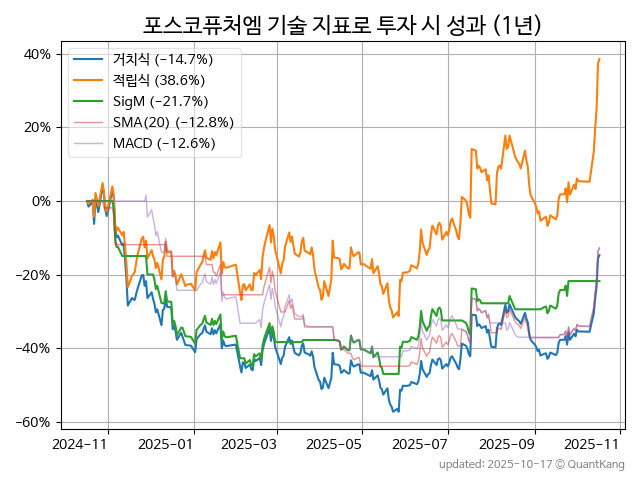 포스코퓨처엠 기술 지표로 투자 시 성과 (1년)
거치식 (−14.7%)
적립식 (38.6%)
SigM (−21.7%)
SMA(20) (−12.8%)
MACD (−12.6%)
40%
20%
0%
−20%
−40%
−60%
2024-11 2025-01 2025-03 2025-05 2025-07 2025-09 2025-11
updated: 2025-10-17 © QuantKang